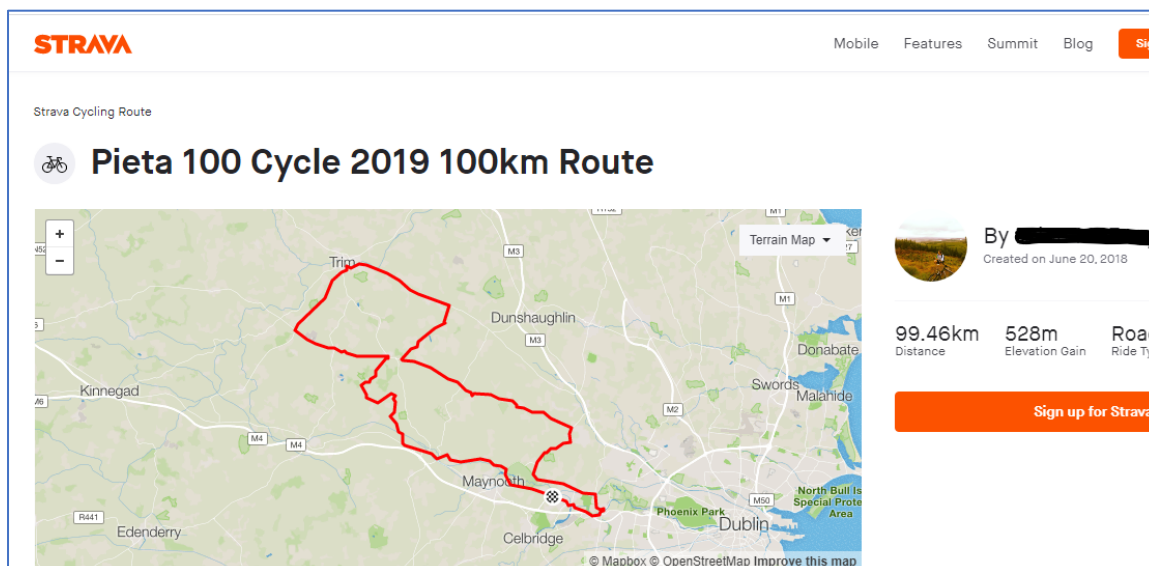 STRAVA
Mobile Features Summit Blog
Strava Cycling Route
Pieta 100 Cycle 2019 100km Route
+
−
Terrain Map
Trim
M3
M1
Dunshaughlin
M3
M1
Donabate
Kinnegad
Swords
Malahide
M2
M4
M4
Maynooth
M50
North Bull
Special
Area
R441
Phoenix Park
Dublin
Edenderry
Celbridge
© Mapbox © OpenStreetMap Improve this map
By
Created on June 20, 2018
99.46km 528m
Distance Elevation Gain Ride
Sign up for Strava